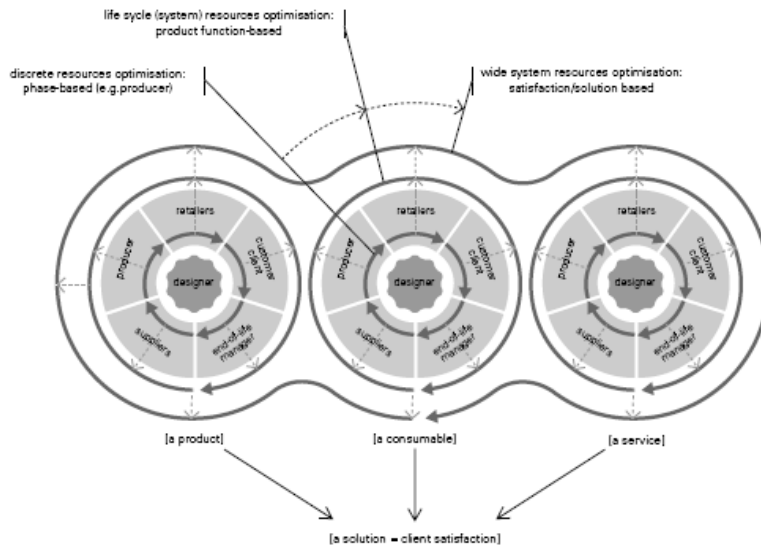 life sycle (system) resources optimisation:
product function-based
discrete resources optimisation:
phase-based (e.g.producer)
wide system resources optimisation:
satisfaction/solution based
retailers
producer
customer
client
designer
suppliers
end-of-life
manager
retailers
producer
customer
client
designer
suppliers
end-of-life
manager
retailers
producer
customer
client
designer
suppliers
end-of-life
manager
[a product]
[a consumable]
[a service]
[a solution = client satisfaction]